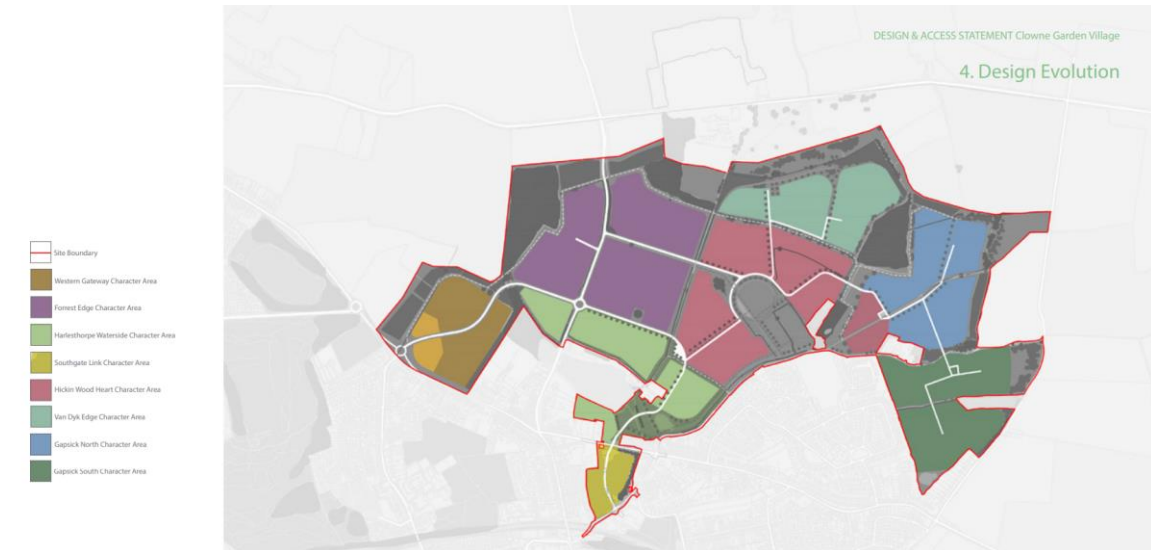 DESIGN & ACCESS STATEMENT Clowne Garden Village
4. Design Evolution
Site Boundary
Western Gateway Character Area
Forrest Edge Character Area
Harlesthorpe Waterside Character Area
Southgate Link Character Area
Hickin Wood Heart Character Area
Van Dyk Edge Character Area
Gapsick North Character Area
Gapsick South Character Area